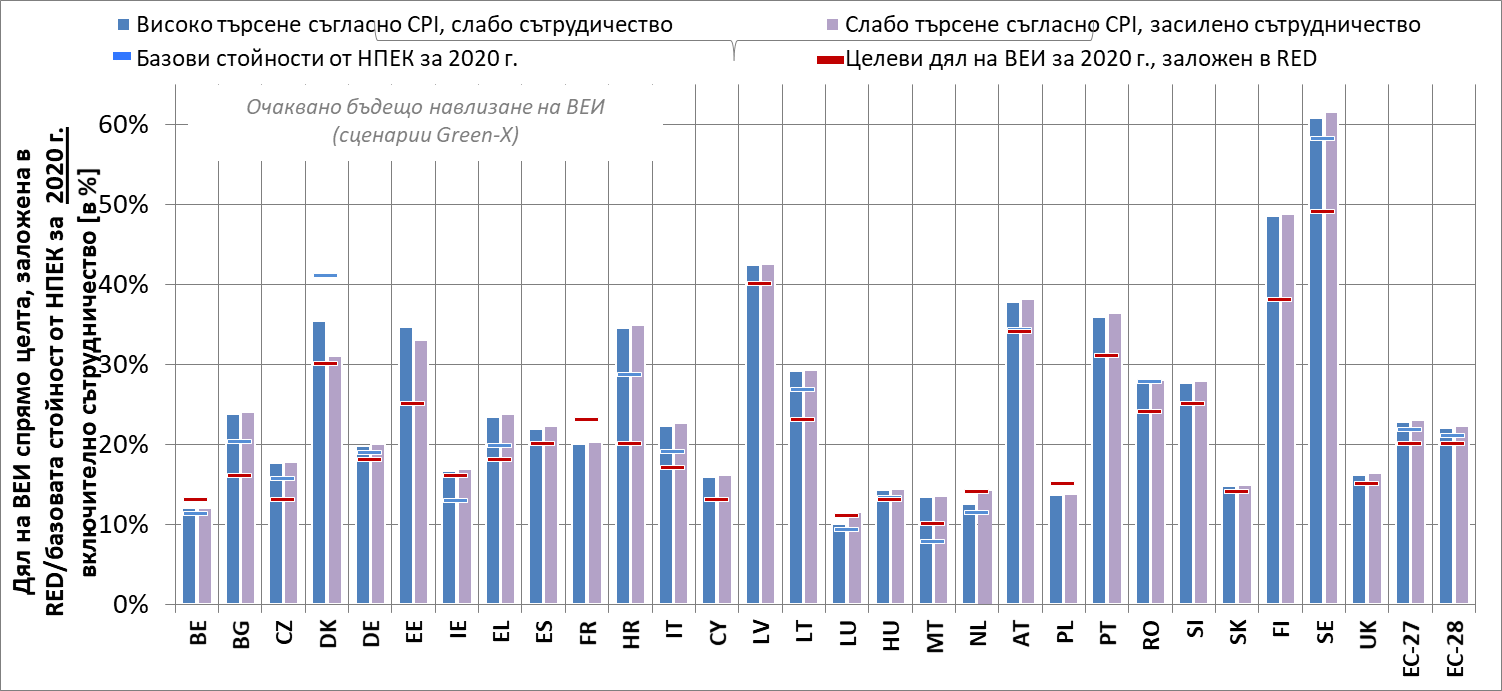 Високо търсене съгласно CPI, слабо сътрудичество
Слабо търсене съгласно CPI, засилено сътрудничество
Базови стойности от НПЕК за 2020 г.
Целеви дял на ВЕИ за 2020 г., заложен в RED
Очаквано бъдещо навлизане на ВЕИ
(сценарии Green-X)
Дял на ВЕИ спрямо целта, заложена в
RED/базовата стойност от НПЕК за 2020 г.
включително сътрудничество [в %]
60%
50%
40%
30%
20%
10%
0%
BE
BG
CZ
DK
DE
EE
IE
EL
ES
FR
HR
IT
CY
LV
LT
LU
HU
MT
NL
AT
PL
PT
RO
SI
SK
FI
SE
UK
ЕС-27
ЕС-28